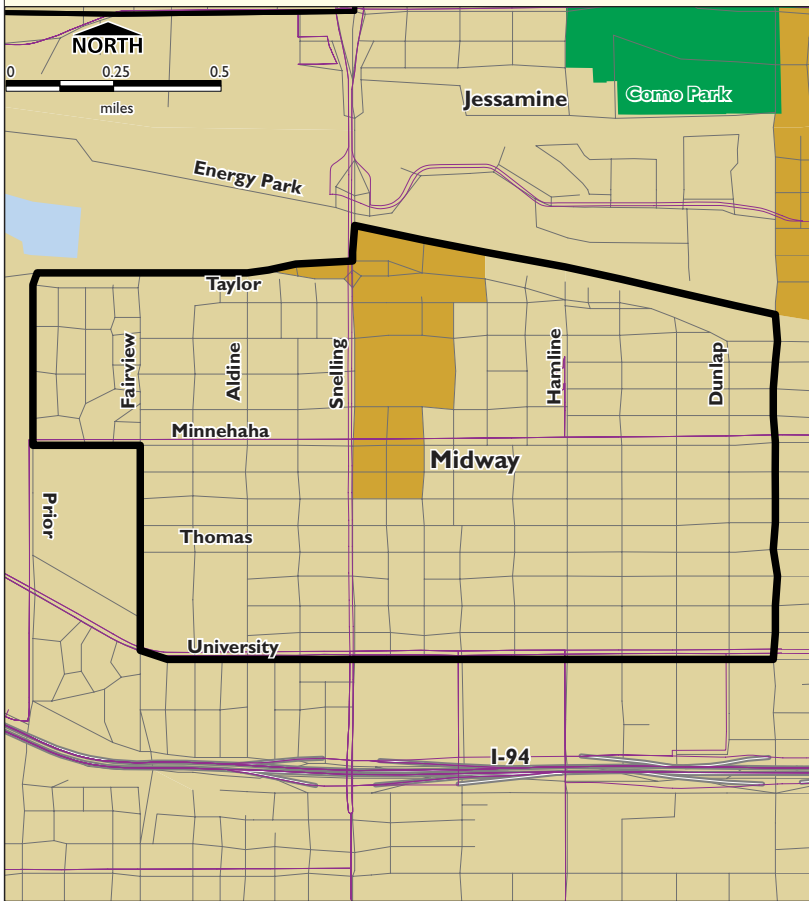 NORTH
0 0.25 0.5
miles
Jessamine
Como Park
Energy Park
Taylor
Fairview
Aldine
Snelling
Hamline
Dunlap
Minnehaha
Midway
Prior
Thomas
University
I-94